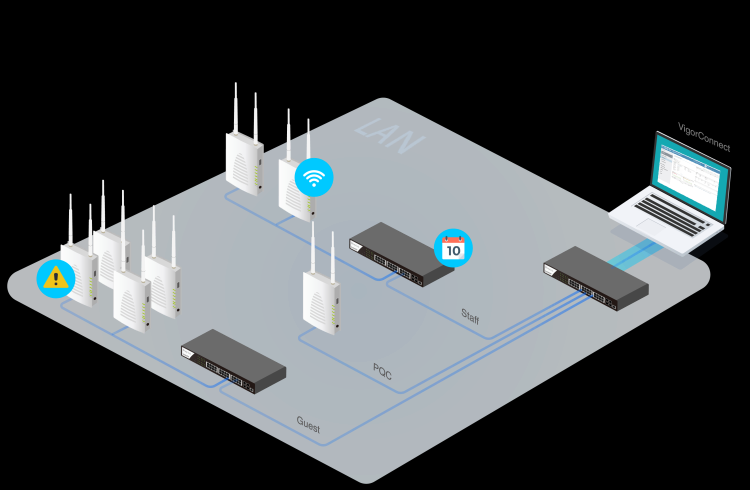 LAN
VigorConnect
10
Staff
PQC
Guest